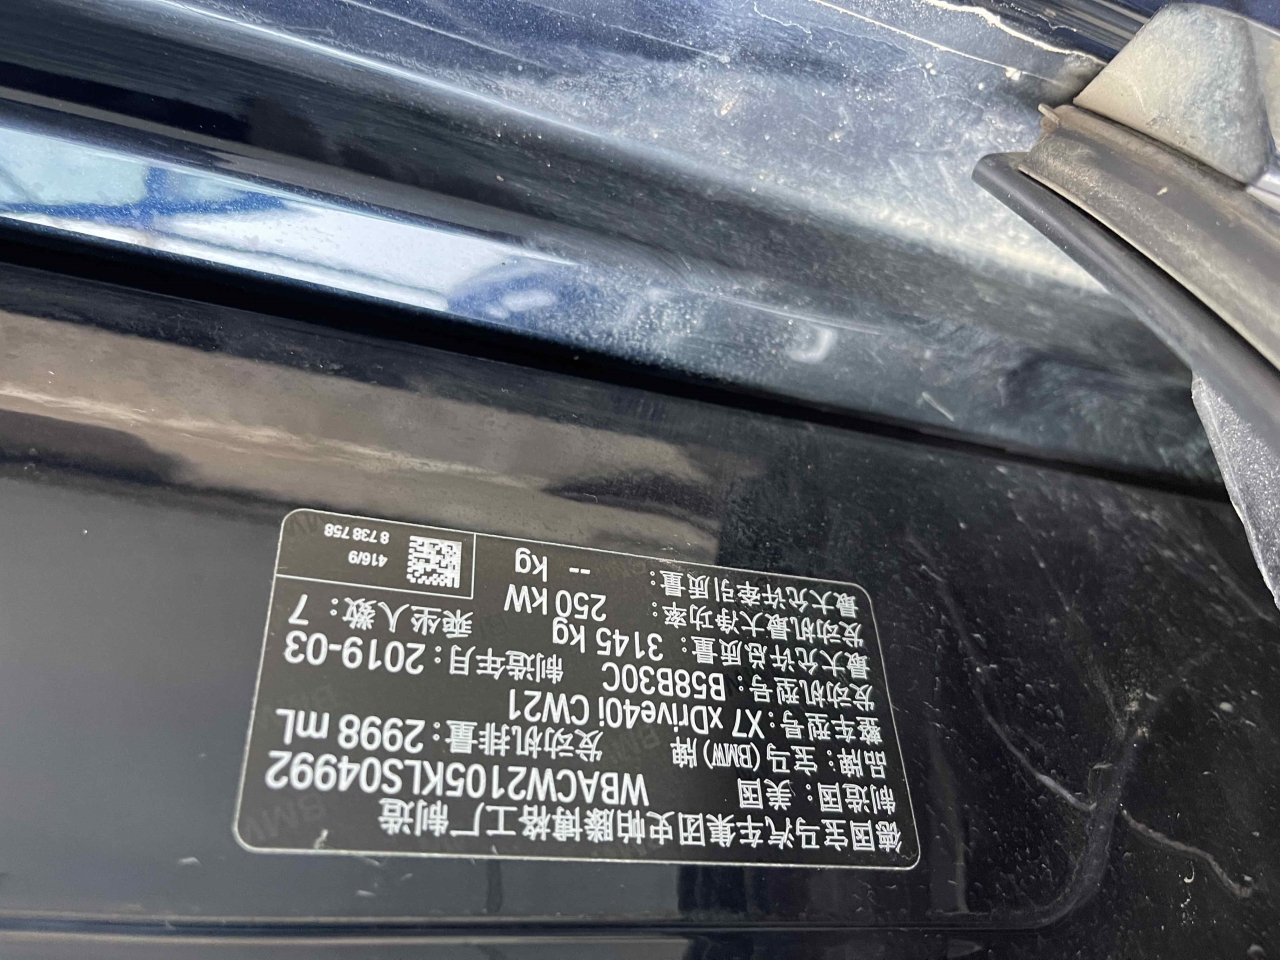 德国宝马汽车集团史帕滕博格工厂制造
制造国：美国 WBACW2105KLS04992
品牌：宝马(BMW)牌 发动机排量：2998 mL
整车型号：X7 xDrive40i CW21
发动机型号：B58B30C 制造年月：2019-03
最大允许总质量：3145 kg 乘坐人数：7
发动机最大净功率：250 kW
最大允许牵引质量：-- kg
416/9
8 738 758